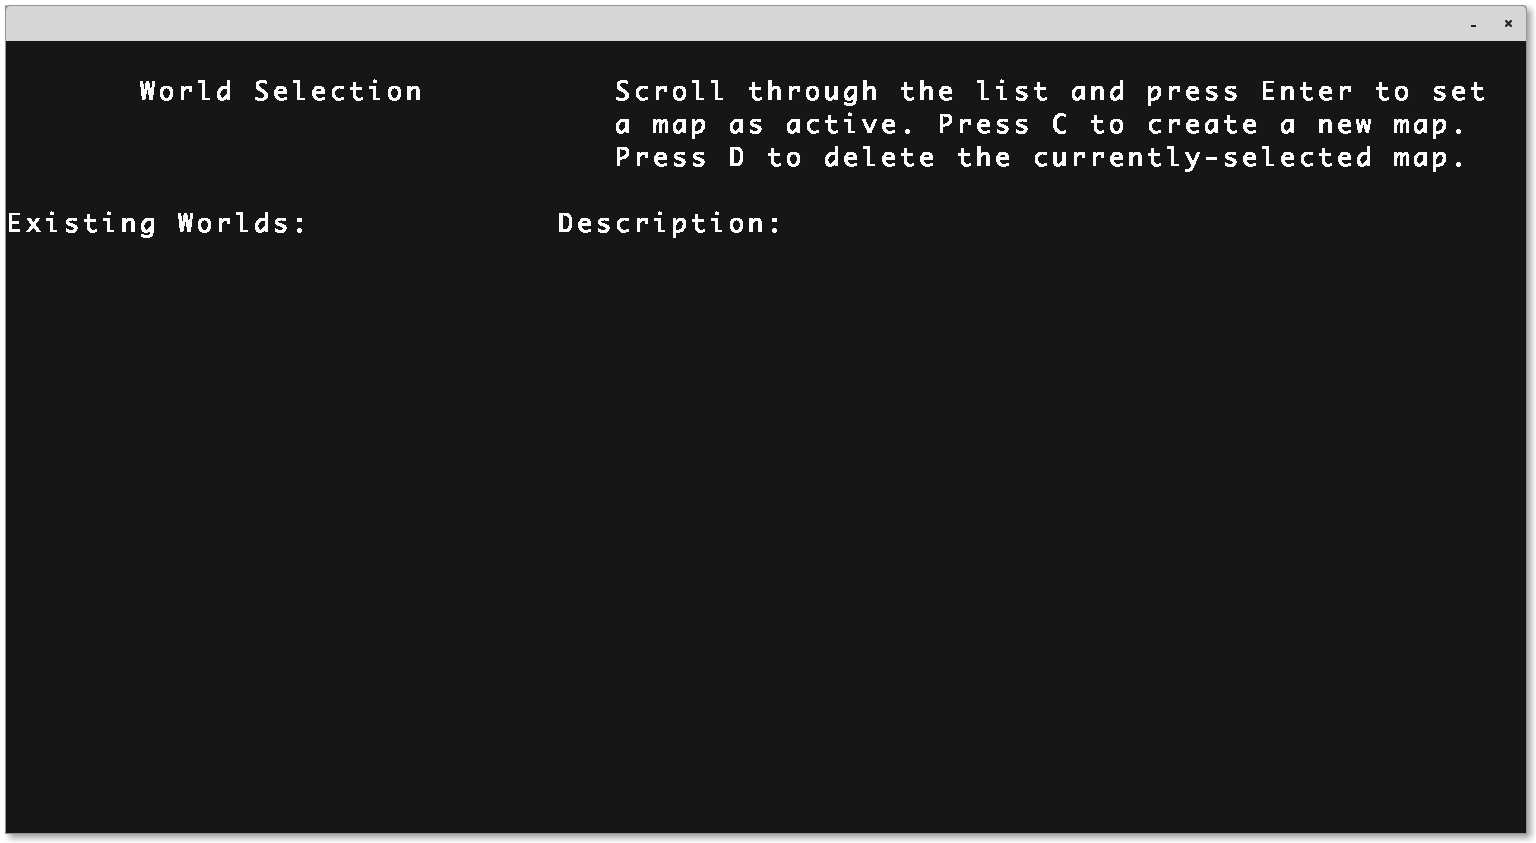 World Selection
Scroll through the list and press Enter to set
a map as active. Press C to create a new map.
Press D to delete the currently-selected map.
Existing Worlds:
Description: